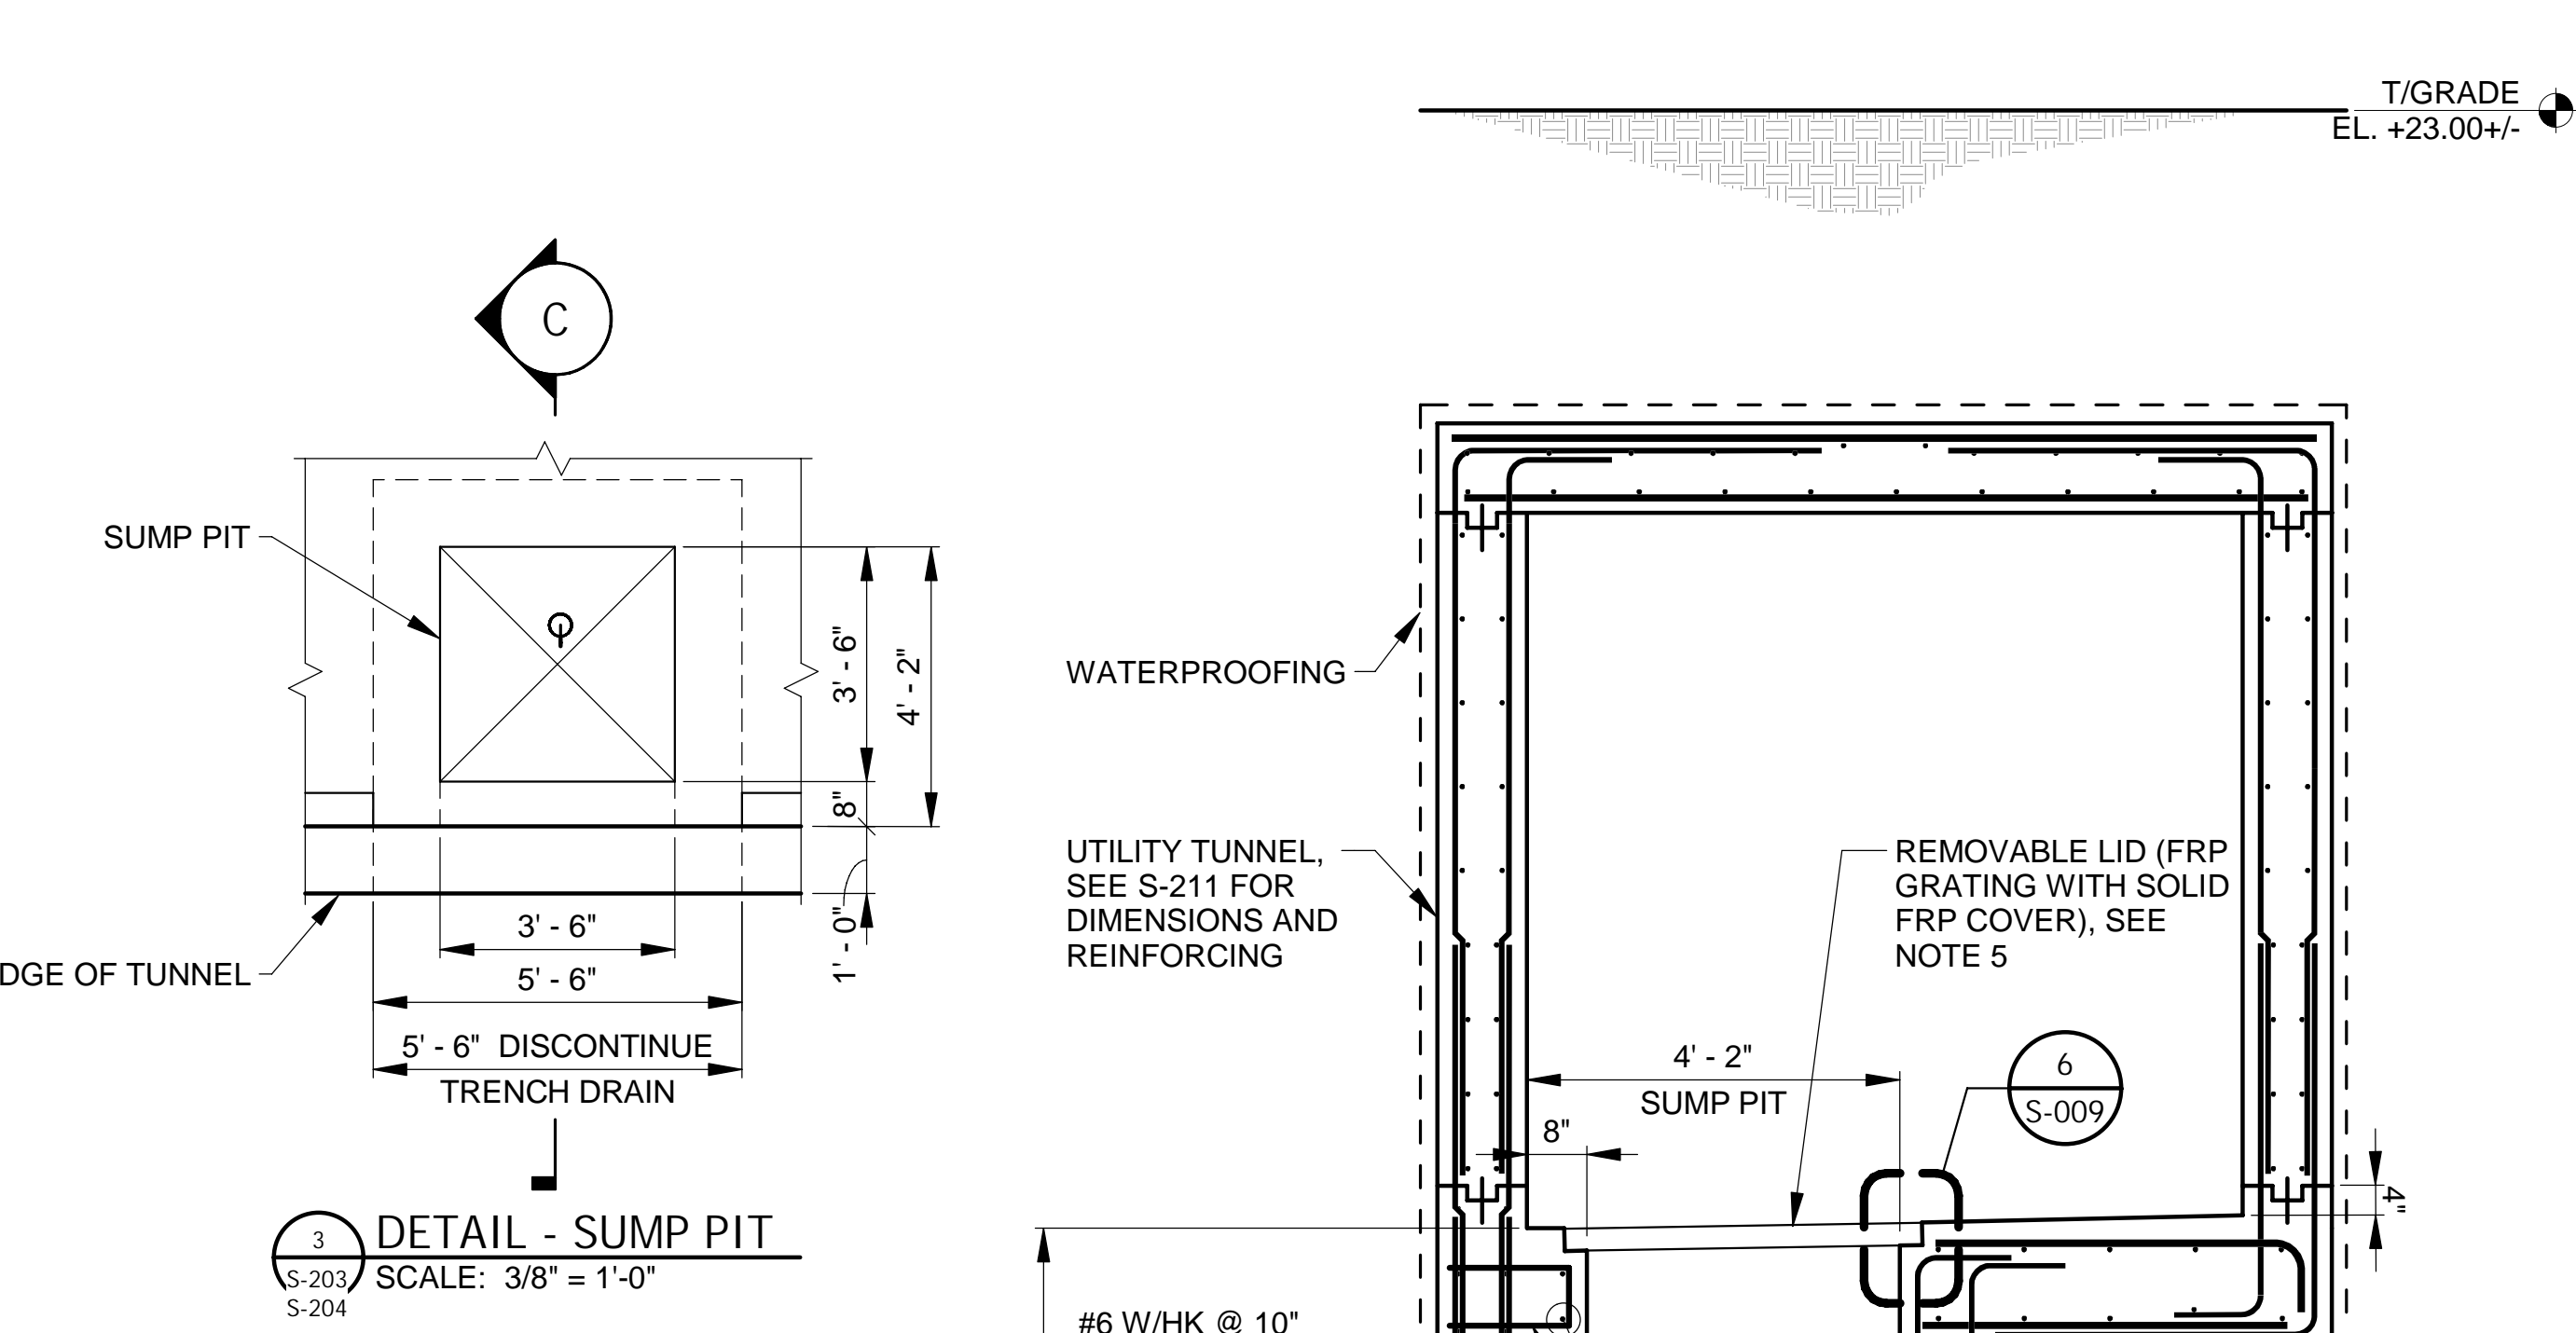 T/GRADE
EL. +23.00+/-
C
SUMP PIT
3' - 6"
4' - 2"
8"
1' - 0"
DGE OF TUNNEL
3' - 6"
5' - 6"
5' - 6" DISCONTINUE
TRENCH DRAIN
3
S-203
S-204
DETAIL - SUMP PIT
SCALE: 3/8" = 1'-0"
WATERPROOFING
UTILITY TUNNEL,
SEE S-211 FOR
DIMENSIONS AND
REINFORCING
REMOVABLE LID (FRP
GRATING WITH SOLID
FRP COVER), SEE
NOTE 5
4' - 2"
SUMP PIT
8"
6
S-009
4"
#6 W/HK @ 10"